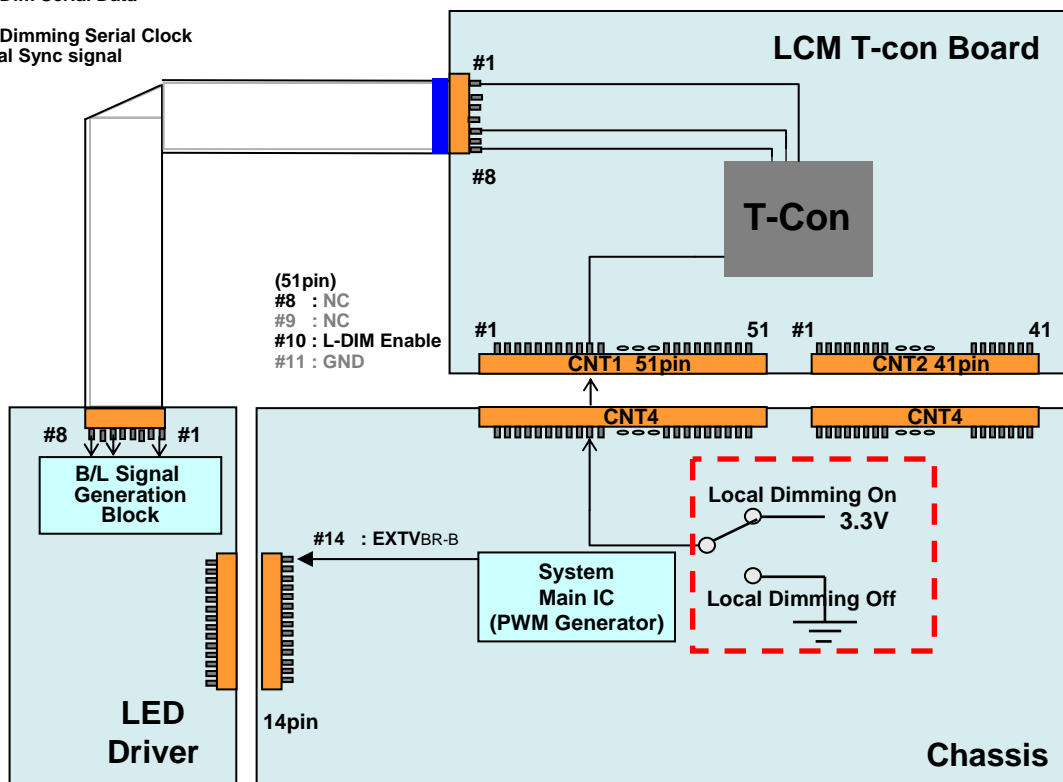 Dimming Serial Clock
Sync signal
LCM T-con Board
#1
#8
T-Con
(51pin)
#8 : NC
#9 : NC
#10 : L-DIM Enable
#11 : GND
#1
51
#1
41
CNT1 51pin
CNT2 41pin
CNT4
CNT4
#8
#1
B/L Signal
Generation
Block
Local Dimming On
3.3V
#14 : EXTVBR-B
System
Main IC
(PWM Generator)
Local Dimming Off
LED
Driver
14pin
Chassis